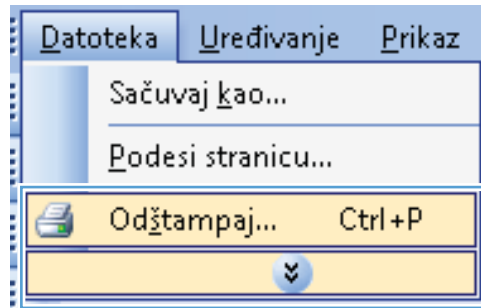 Datoteka Uređivanje Prikaz
Sačuvaj kao...
Podesi stranicu...
Odštampaj... Ctrl+P